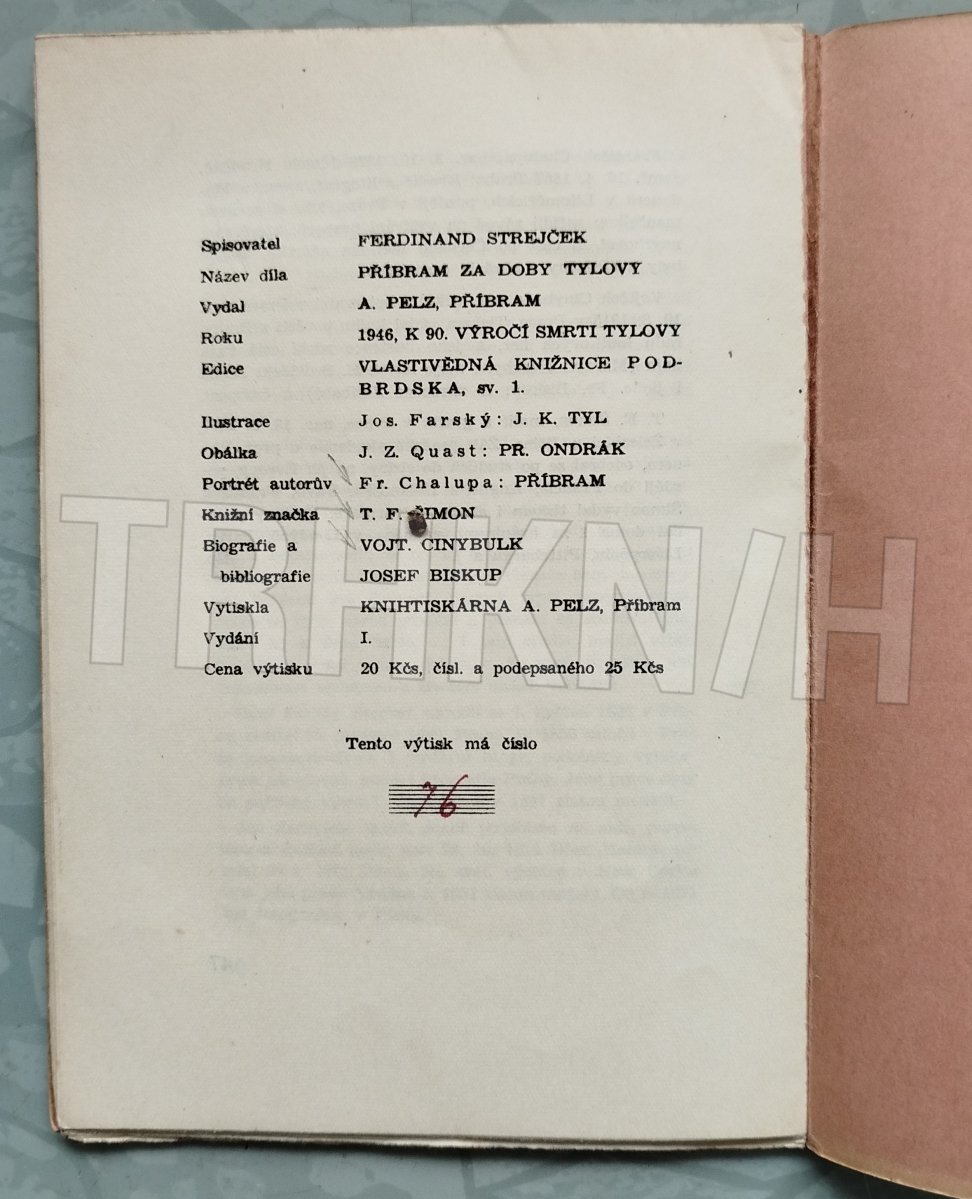 Spisovatel FERDINAND STREJČEK
Název díla PŘÍBRAM ZA DOBY TYLOVY
Vydal A. PELZ, PŘÍBRAM
Roku 1946, K 90. VÝROČÍ SMRTI TYLOVY
Edice VLASTIVĚDNÁ KNIŽNICE POD-
BRDSKA, sv. 1.
Ilustrace Jos. Farský: J. K. TYL
Obálka J. Z. Quast: PR. ONDRÁK
Portrét autorův Fr. Chalupa: PŘÍBRAM
Knižní značka T. F. ŠIMON
Biografie a VOJT. CINYBULK
bibliografie JOSEF BISKUP
Vytiskla KNIHTISKÁRNA A. PELZ, Příbram
Vydání I.
Cena výtisku 20 Kčs, čísl. a podepsaného 25 Kčs
Tento výtisk má číslo
76
TRHKNIH